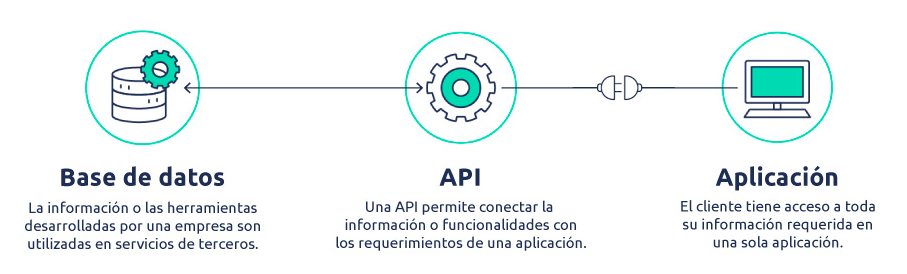 Base de datos
La información o las herramientas
desarrolladas por una empresa son
utilizadas en servicios de terceros.
API
Una API permite conectar la
información o funcionalidades con
los requerimientos de una aplicación.
Aplicación
El cliente tiene acceso a toda
su información requerida en
una sola aplicación.